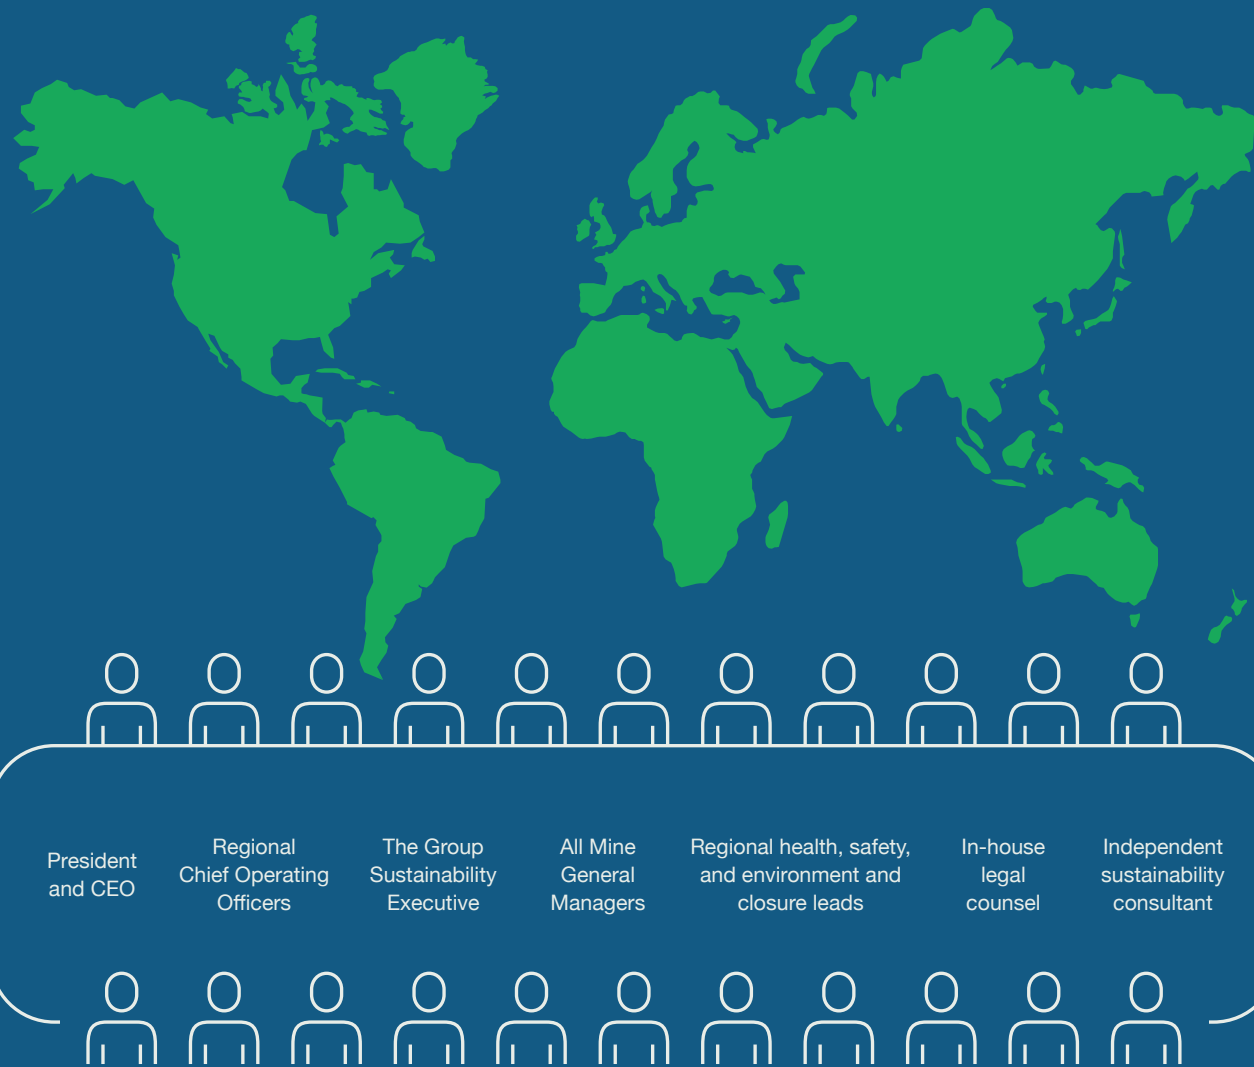 President
and CEO
Regional
Chief Operating
Officers
The Group
Sustainability
Executive
All Mine
General
Managers
Regional health, safety,
and environment and
closure leads
In-house
legal
counsel
Independent
sustainability
consultant